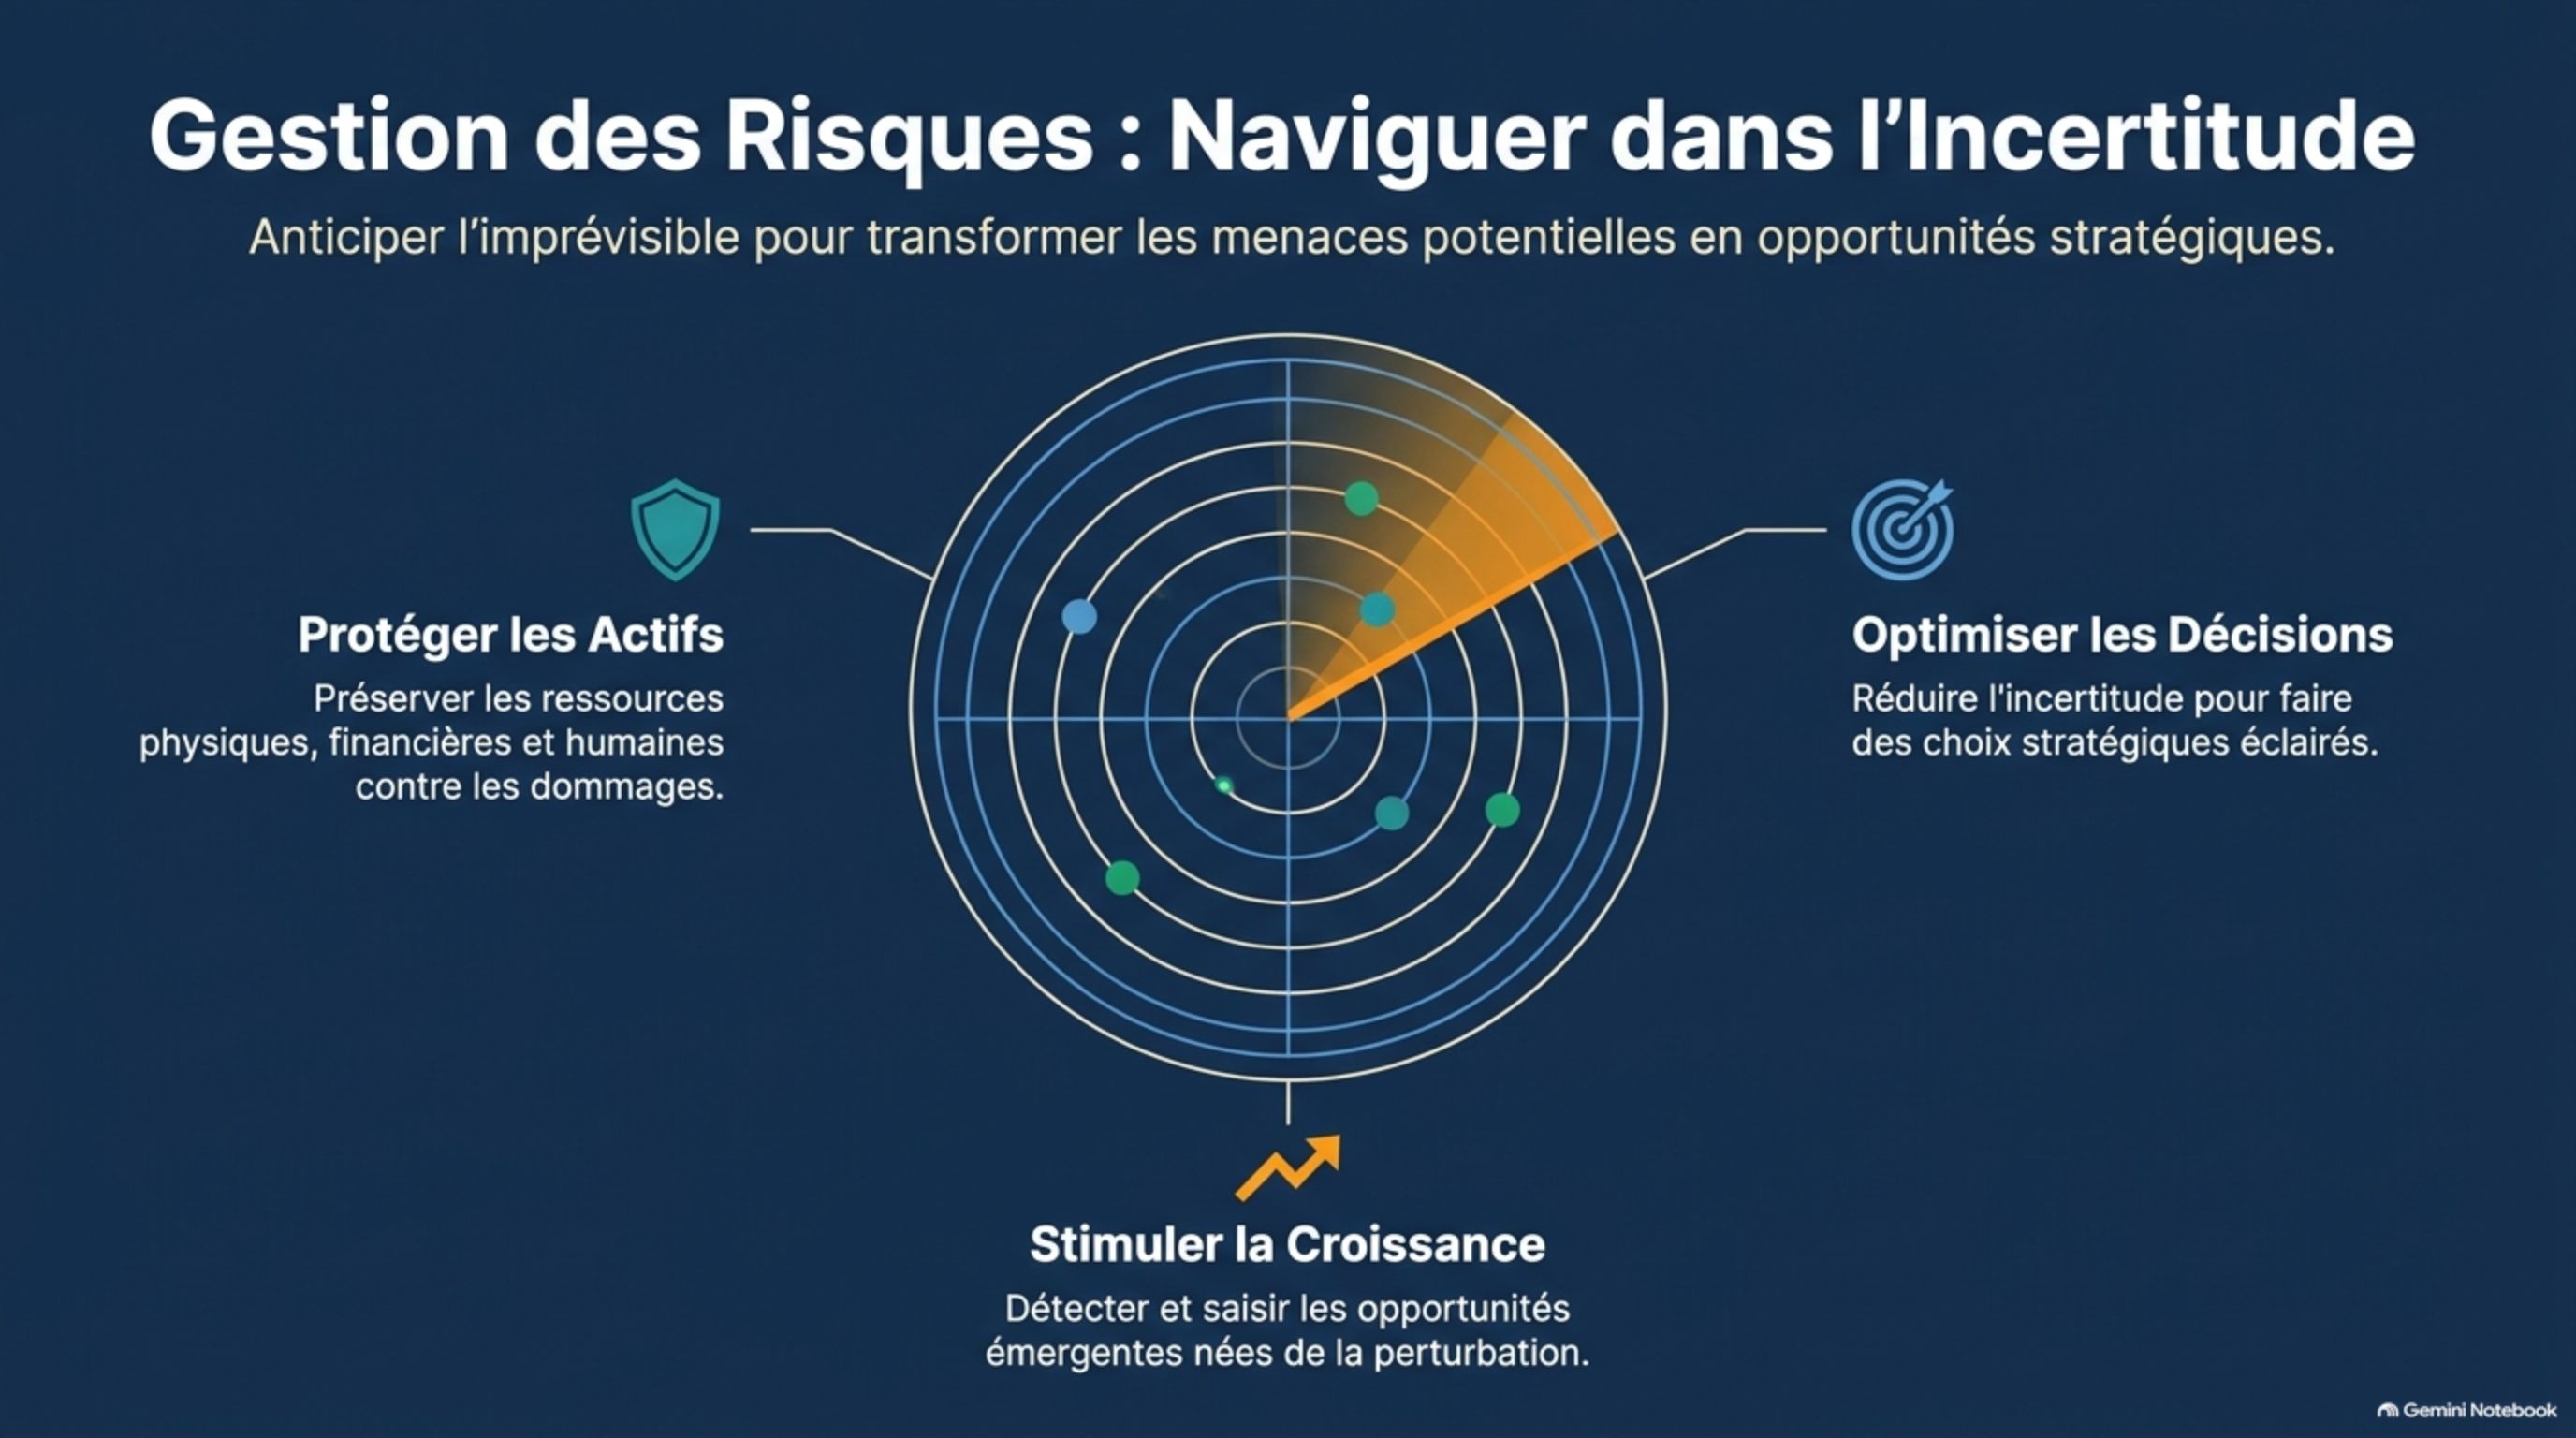 Gestion des Risques : Naviguer dans l’Incertitude
Anticiper l’imprévisible pour transformer les menaces potentielles en opportunités stratégiques.
Protéger les Actifs
Préserver les ressources
physiques, financières et humaines
contre les dommages.
Optimiser les Décisions
Réduire l'incertitude pour faire
des choix stratégiques éclairés.
Stimuler la Croissance
Détecter et saisir les opportunités
émergentes nées de la perturbation.
Gemini Notebook